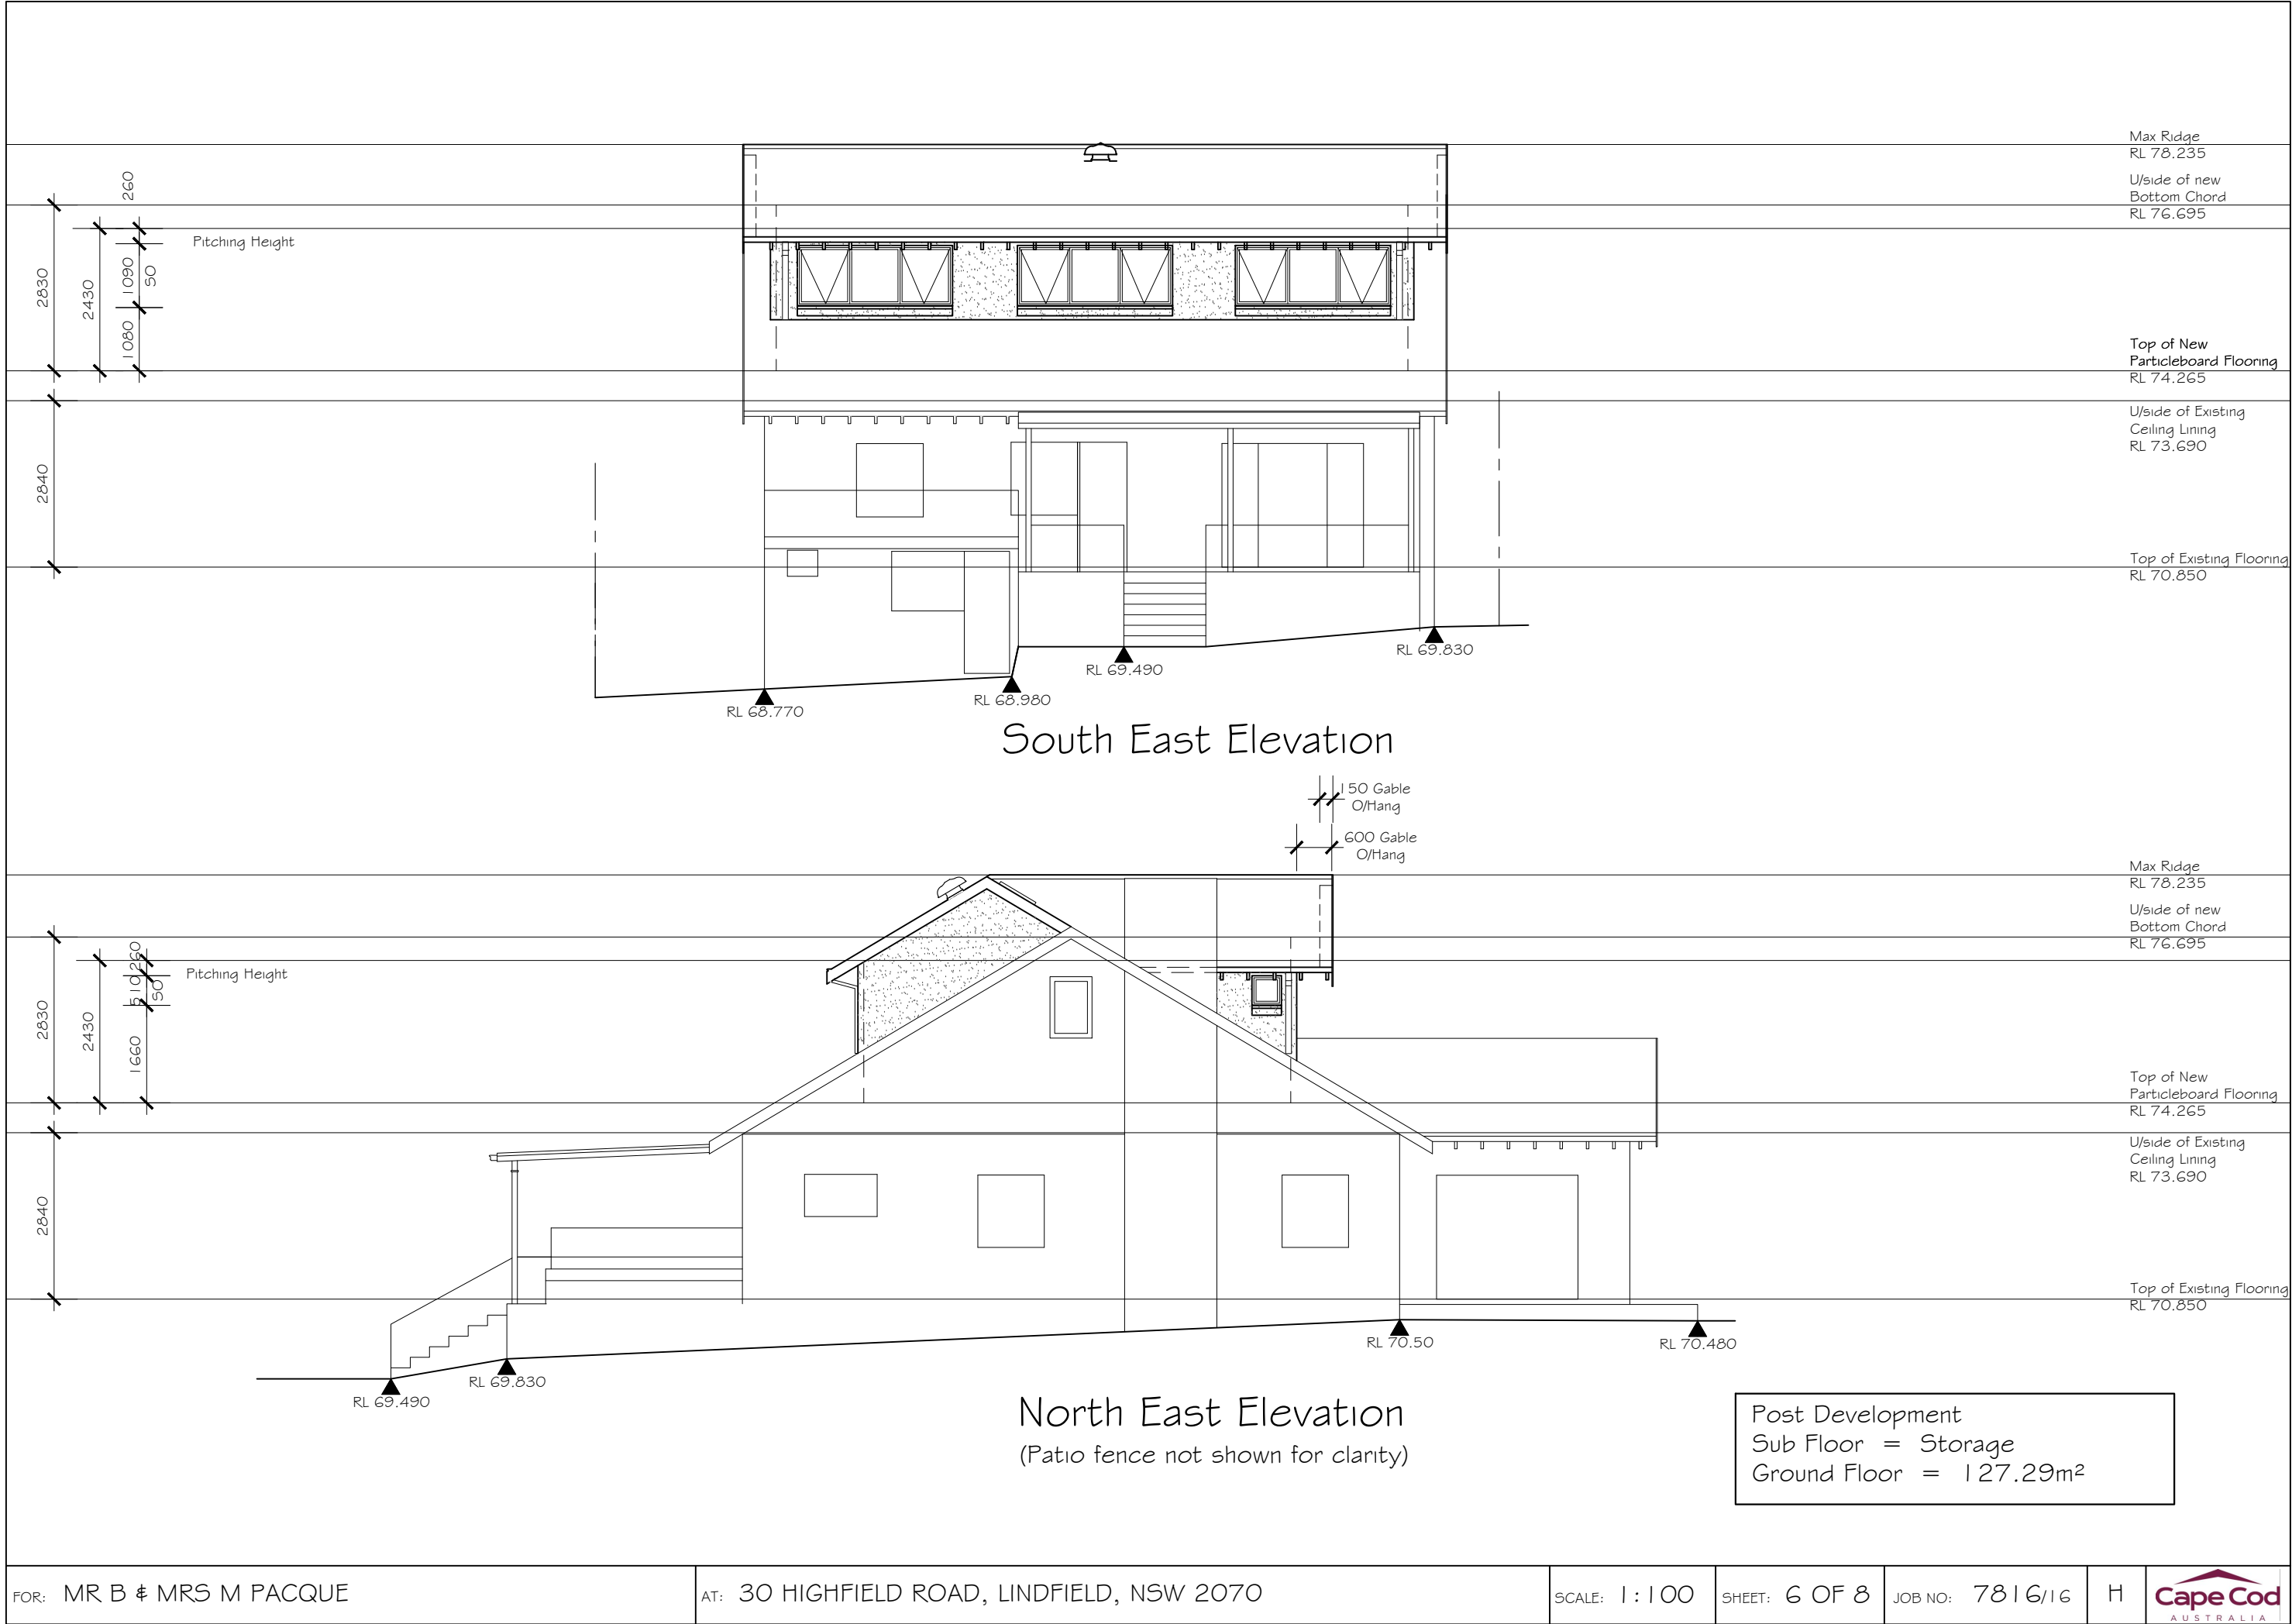 Max Ridge
RL 78.235
U/side of new
Bottom Chord
RL 76.695
260
Pitching Height
2830
2430
1090
50
1080
Top of New
Particleboard Flooring
RL 74.265
U/side of Existing
Ceiling Lining
RL 73.690
2840
Top of Existing Flooring
RL 70.850
RL 69.830
RL 69.490
RL 68.980
RL 68.770
South East Elevation
150 Gable
O/Hang
600 Gable
O/Hang
Max Ridge
RL 78.235
U/side of new
Bottom Chord
RL 76.695
260
Pitching Height
510
50
2830
2430
1660
Top of New
Particleboard Flooring
RL 74.265
U/side of Existing
Ceiling Lining
RL 73.690
2840
Top of Existing Flooring
RL 70.850
RL 70.50
RL 70.480
RL 69.830
RL 69.490
North East Elevation
(Patio fence not shown for clarity)
Post Development
Sub Floor = Storage
Ground Floor = 127.29m²
FOR: MR B & MRS M PACQUE
AT: 30 HIGHFIELD ROAD, LINDFIELD, NSW 2070
SCALE: 1:100
SHEET: 6 OF 8
JOB NO: 7816/16
H
Cape Cod
AUSTRALIA